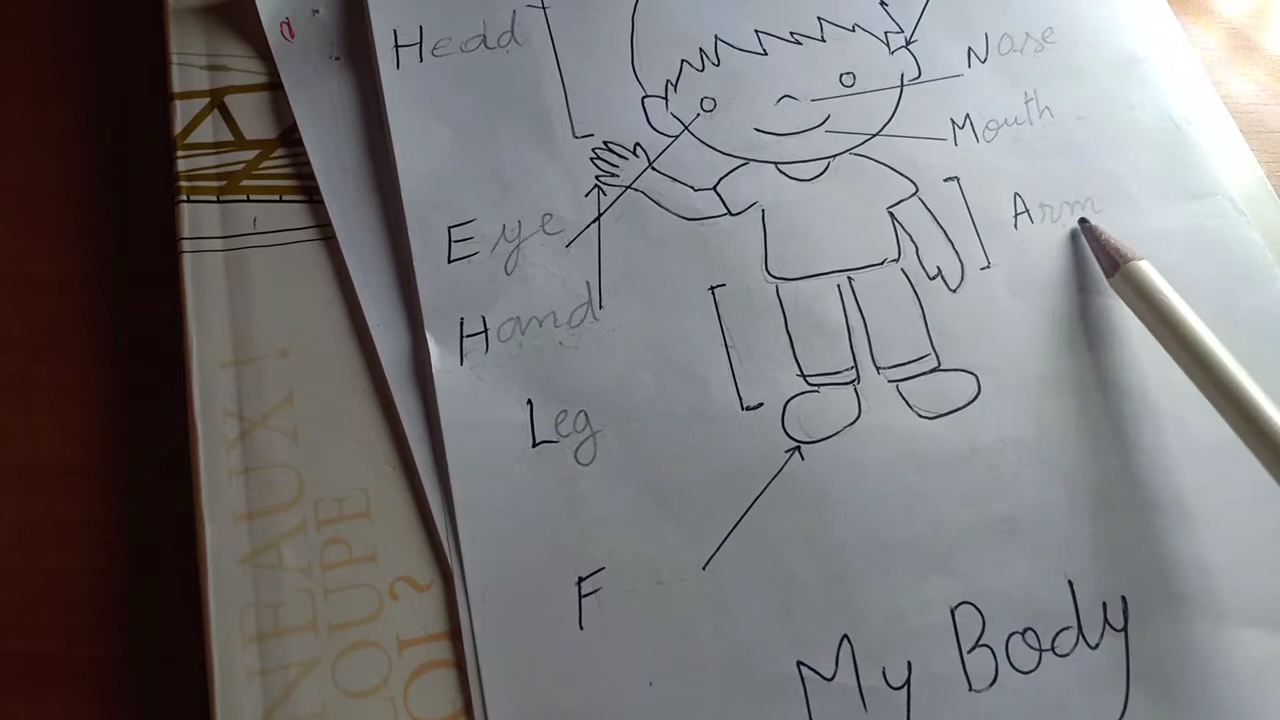 Head
Nose
Mouth
Eye
Arm
Hand
Leg
F
My Body
NEAUX!
OUPE
OI?